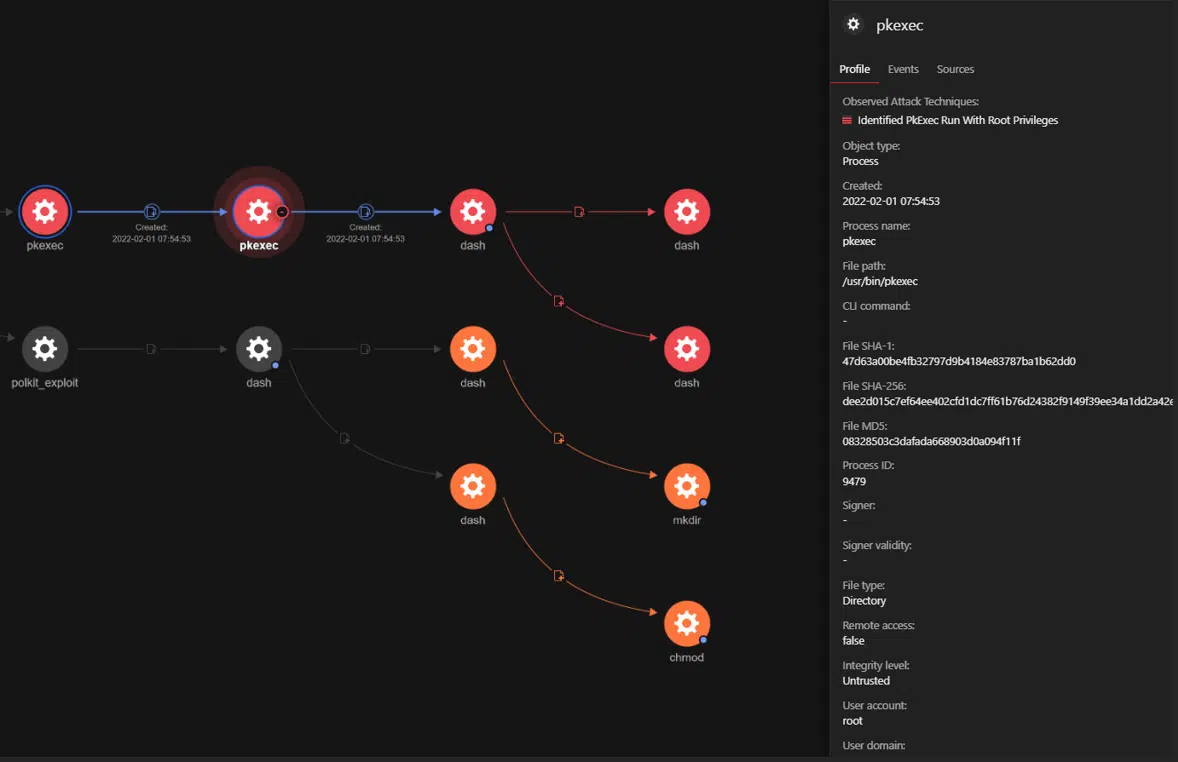 pkexec
Created:
2022-02-01 07:54:53
pkexec
Created:
2022-02-01 07:54:53
dash
dash
polkit_exploit
dash
dash
dash
dash
mkdir
chmod
pkexec
Profile Events Sources
Observed Attack Techniques:
Identified PkExec Run With Root Privileges
Object type:
Process
Created:
2022-02-01 07:54:53
Process name:
pkexec
File path:
/usr/bin/pkexec
CLI command:
-
File SHA-1:
47d63a00be4fb32797d9b4184e83787ba1b62dd0
File SHA-256:
dee2d015c7ef64ee402cfd1dc7ff61b76d24382f9149f39ee34a1dd2a42e
File MD5:
08328503c3dafada668903d0a094f11f
Process ID:
9479
Signer:
-
Signer validity:
-
File type:
Directory
Remote access:
false
Integrity level:
Untrusted
User account:
root
User domain: